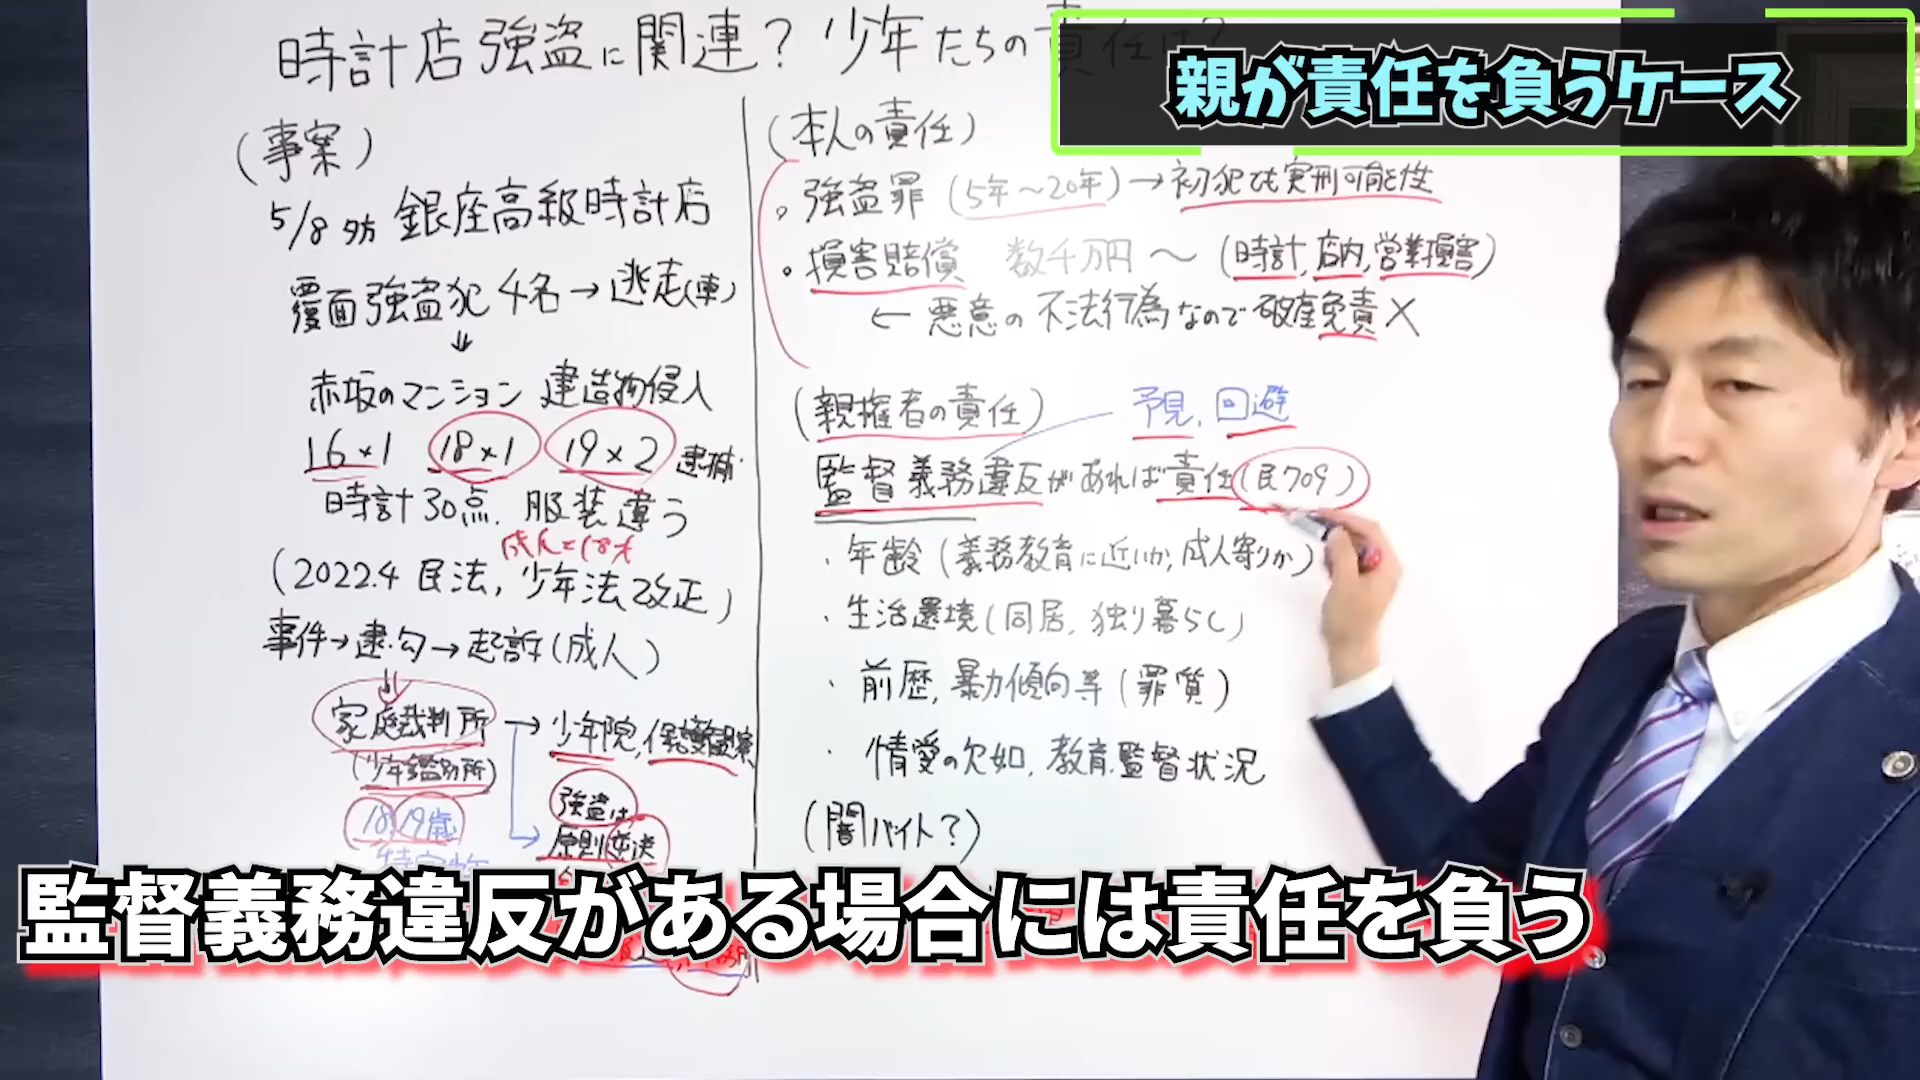 時計店強盗に関連？少年たちの責任は？
親が責任を負うケース
(事案)
5/8 夕方 銀座高級時計店
覆面強盗犯4名→逃走(車)
↓
赤坂のマンション 建造物侵入
16×1 18×1 19×2 逮捕
時計30点. 服装違う
成人=18才
(2022.4 民法, 少年法改正)
事件→逮・勾→起訴(成人)
家庭裁判所→少年院, 保護観察
(少年鑑別所)
18, 19歳
強盗は
原則逆送
(本人の責任)
・強盗罪 (5年～20年)→初犯でも実刑可能性
・損害賠償 数千万円～(時計, 店内, 営業損害)
← 悪意の不法行為なので破産免責×
(親権者の責任)
予見, 回避
監督義務違反があれば責任(民709)
・年齢(義務教育に近いか, 成人寄りか)
・生活環境(同居, 独り暮らし)
・前歴, 暴力傾向等(罪質)
・情愛の欠如, 教育監督状況
(闇バイト?)
監督義務違反がある場合には責任を負う